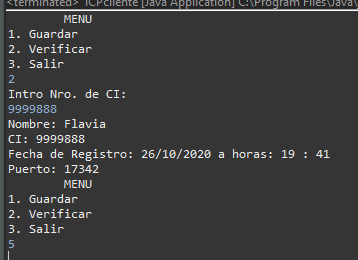 <terminated> TCPcliente [Java Application] C:\Program Files\Java\
MENU
1. Guardar
2. Verificar
3. Salir
2
Intro Nro. de CI:
9999888
Nombre: Flavia
CI: 9999888
Fecha de Registro: 26/10/2020 a horas: 19 : 41
Puerto: 17342
MENU
1. Guardar
2. Verificar
3. Salir
5